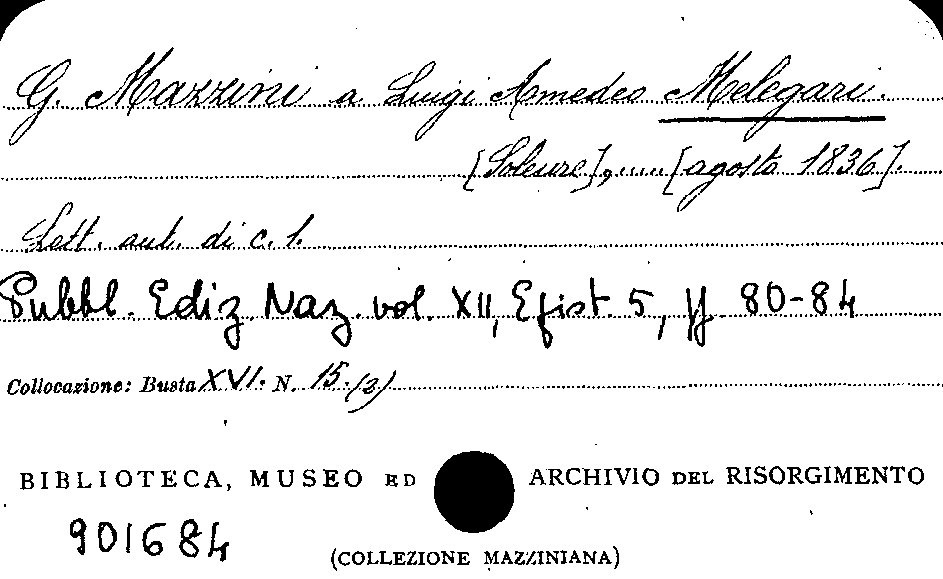 G. Mazzini a Luigi Amedeo Melegari.
[Soleure], ..... [agosto 1836].
Lett. aut. di c. 1.
Pubbl. Ediz. Naz. vol. XII, Epist. 5, pp. 80-84
Collocazione: Busta XVI. N. 15.(2)
BIBLIOTECA, MUSEO ED ARCHIVIO DEL RISORGIMENTO
901684
(COLLEZIONE MAZZINIANA)